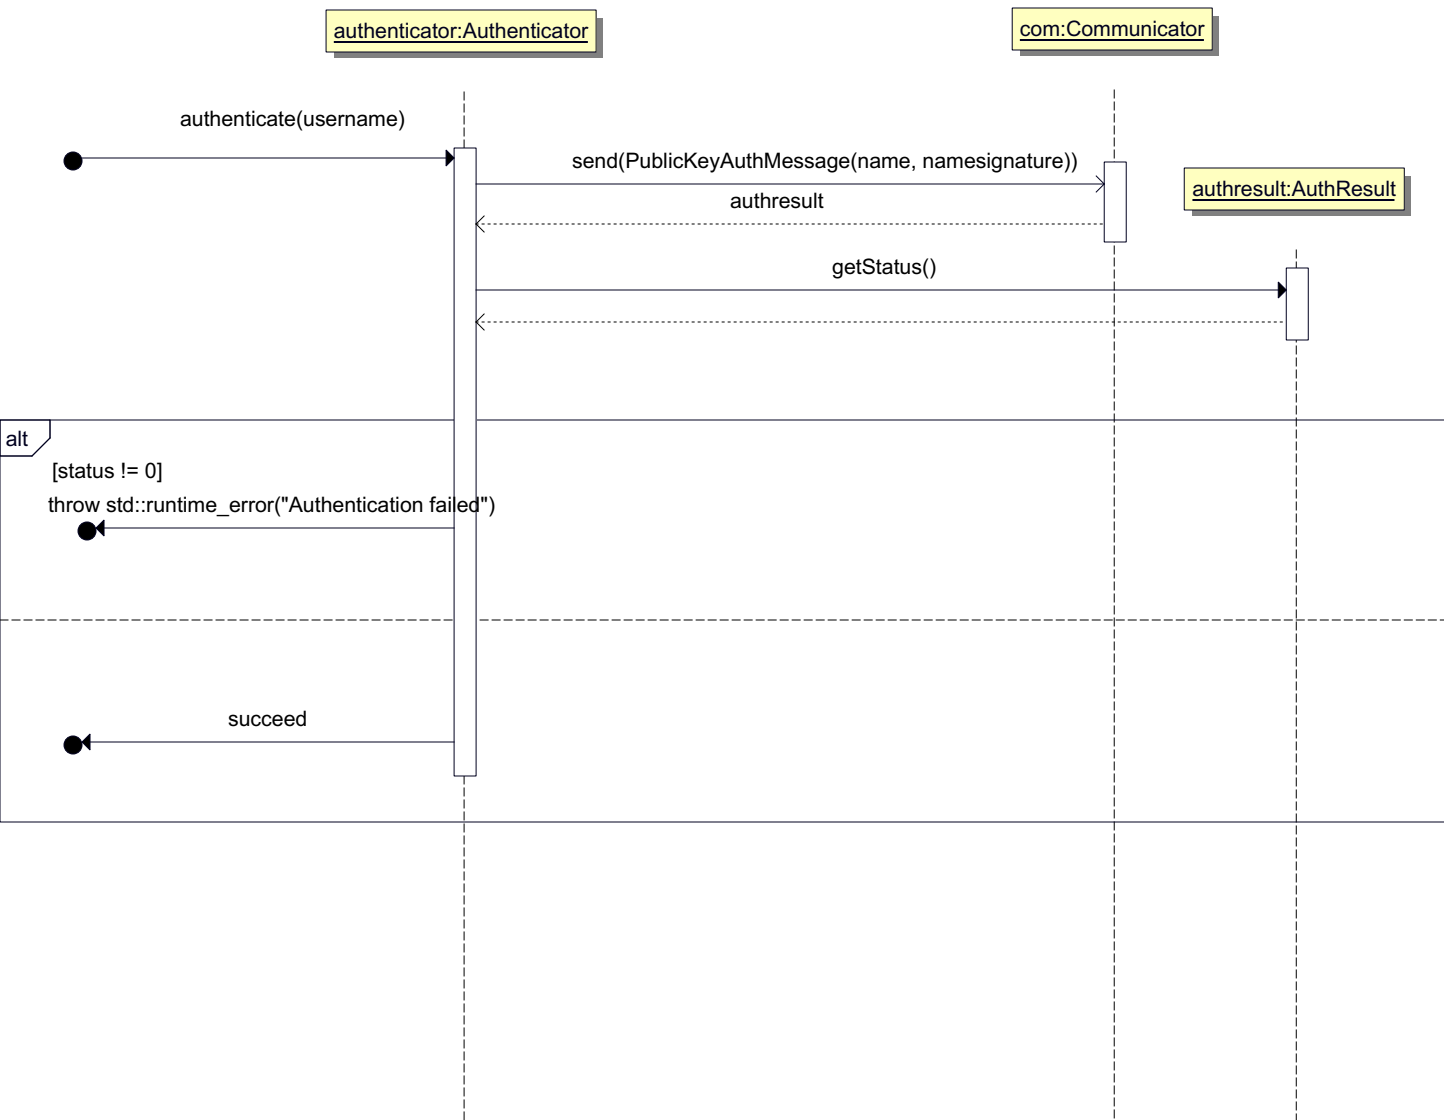 authenticator:Authenticator
com:Communicator
authenticate(username)
send(PublicKeyAuthMessage(name, namesignature))
authresult:AuthResult
authresult
getStatus()
alt
[status != 0]
throw std::runtime_error("Authentication failed")
succeed